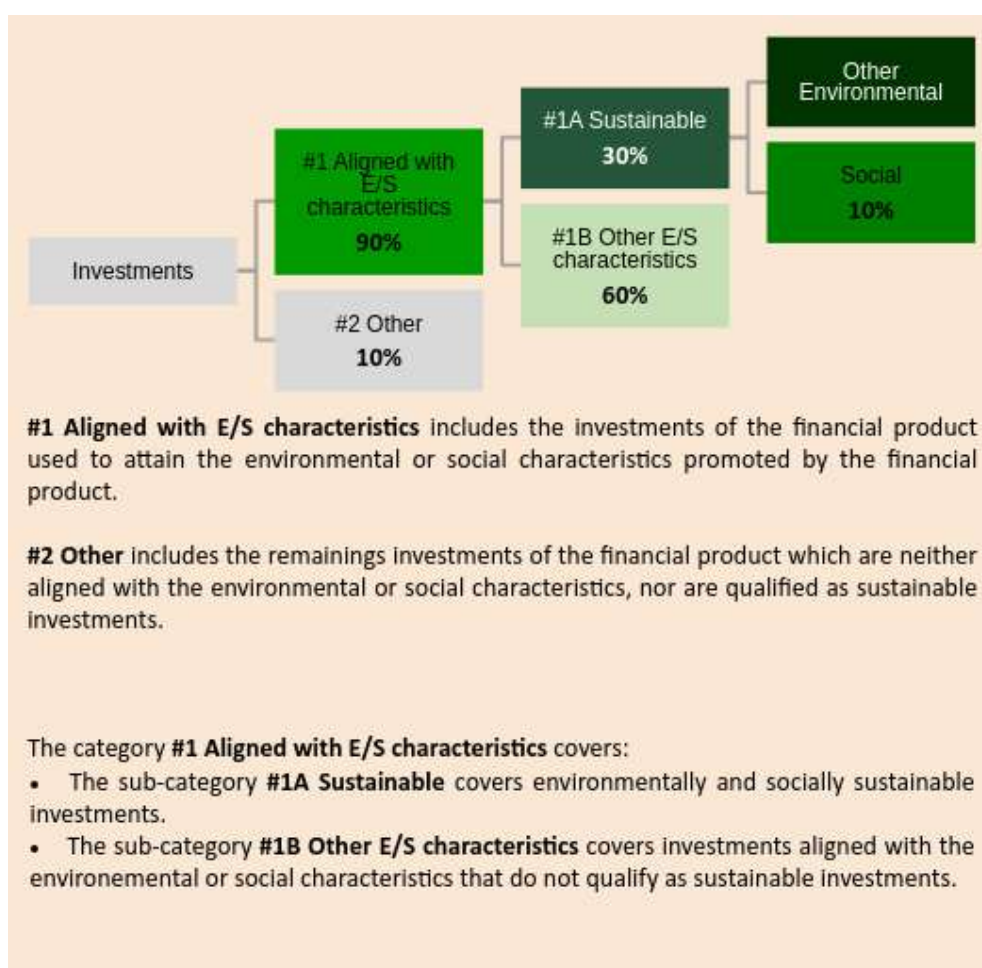 Other
Environmental
#1A Sustainable
30%
#1 Aligned with
E/S
characteristics
90%
Social
10%
#1B Other E/S
characteristics
60%
Investments
#2 Other
10%
#1 Aligned with E/S characteristics includes the investments of the financial product
used to attain the environmental or social characteristics promoted by the financial
product.
#2 Other includes the remainings investments of the financial product which are neither
aligned with the environmental or social characteristics, nor are qualified as sustainable
investments.
The category #1 Aligned with E/S characteristics covers:
• The sub-category #1A Sustainable covers environmentally and socially sustainable
investments.
• The sub-category #1B Other E/S characteristics covers investments aligned with the
environemental or social characteristics that do not qualify as sustainable investments.